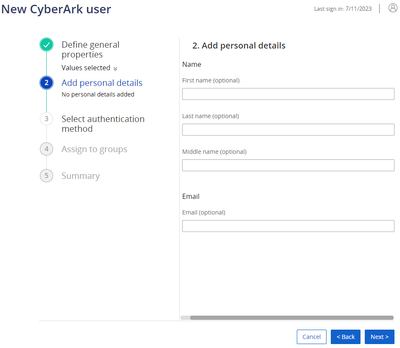 New CyberArk user
Last sign in: 7/11/2023
Define general
properties
Values selected
2
Add personal details
No personal details added
3
Select authentication
method
4
Assign to groups
5
Summary
2. Add personal details
Name
First name (optional)
Last name (optional)
Middle name (optional)
Email
Email (optional)
Cancel
< Back
Next >